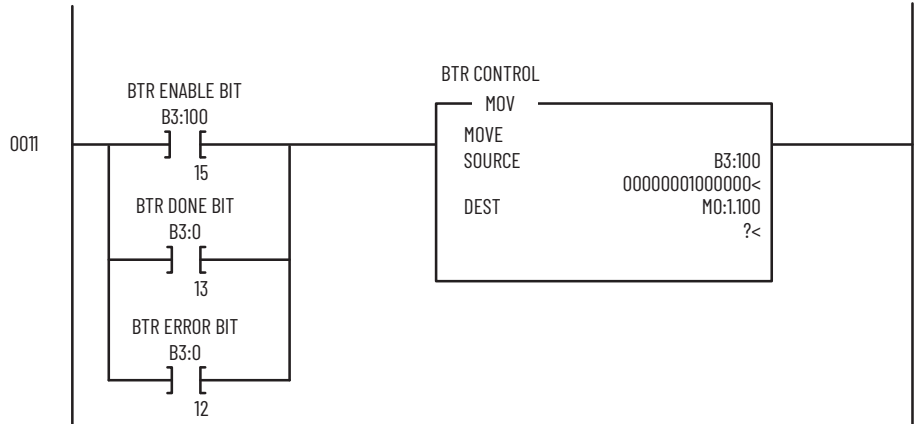 BTR CONTROL
BTR ENABLE BIT
MOV
B3:100
0011
MOVE
SOURCE B3:100
15
00000001000000<
BTR DONE BIT
DEST M0:1.100
B3:0
?<
13
BTR ERROR BIT
B3:0
12